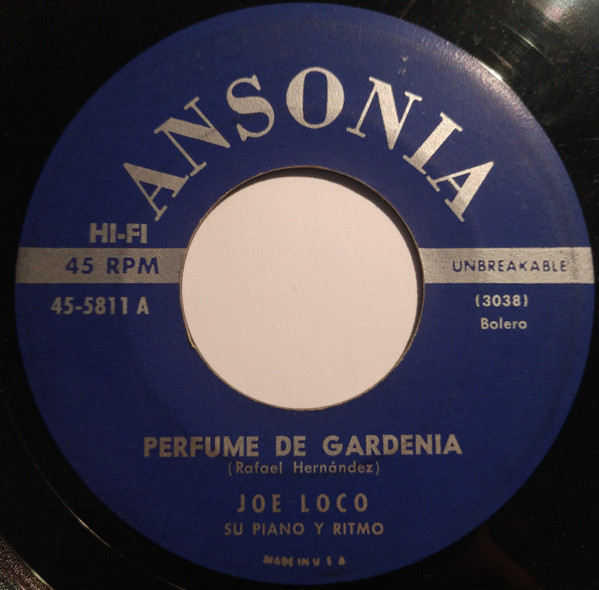 ANSONIA
HI-FI
45 RPM
UNBREAKABLE
45-5811 A
(3038)
Bolero
PERFUME DE GARDENIA
(Rafael Hernández)
JOE LOCO
SU PIANO Y RITMO
MADE IN U S A